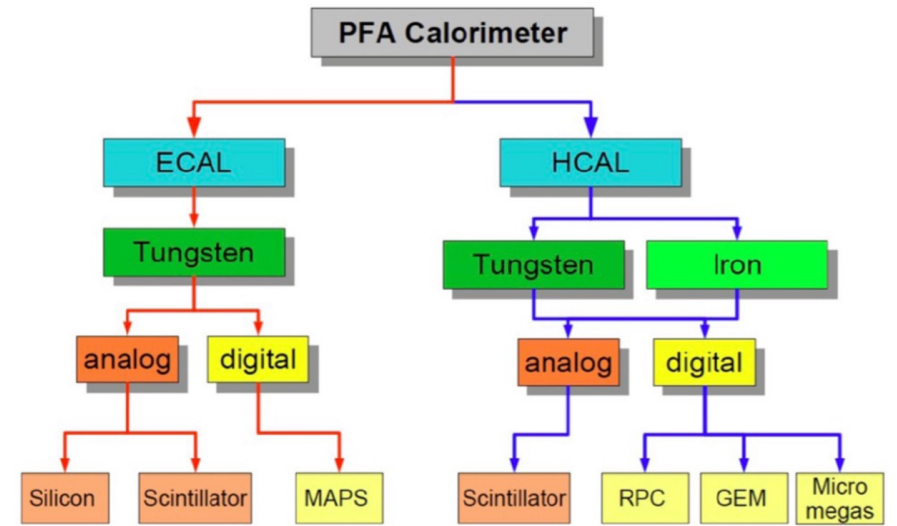 PFA Calorimeter
ECAL
HCAL
Tungsten
Tungsten
Iron
analog
digital
analog
digital
Silicon
Scintillator
MAPS
Scintillator
RPC
GEM
Micro
megas